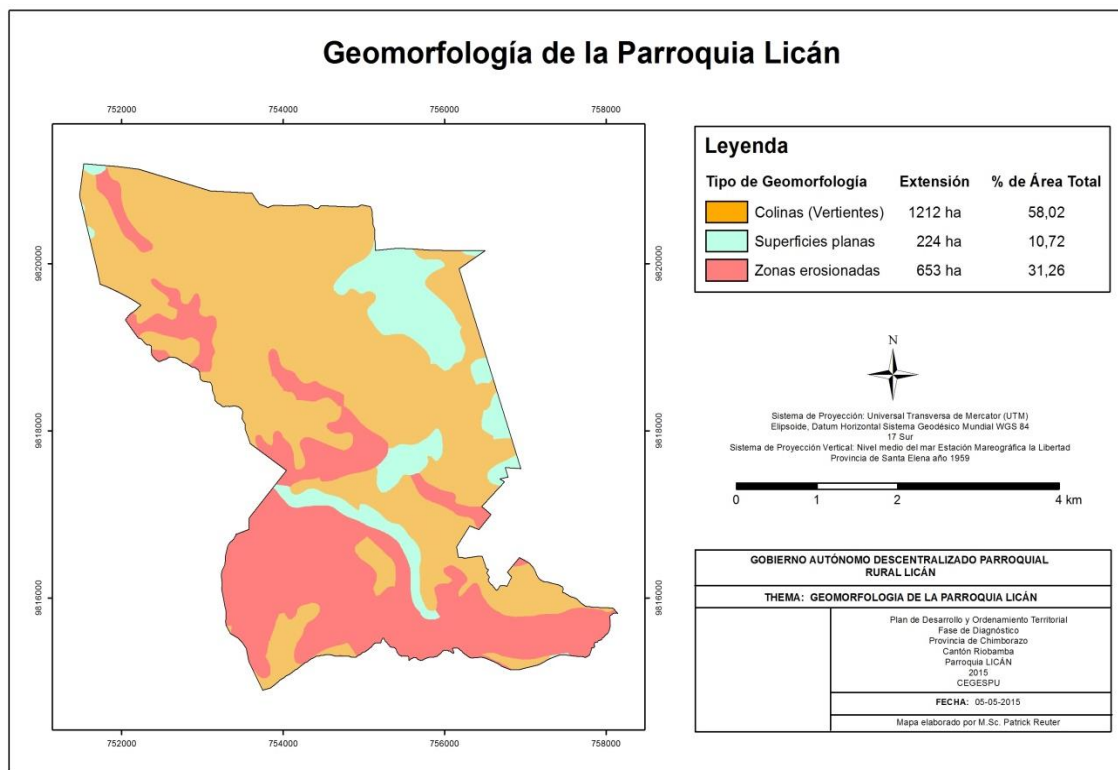 Geomorfología de la Parroquia Licán
752000 754000 756000 758000
9820000 9820000
9818000 9818000
9816000 9816000
752000 754000 756000 758000
Leyenda
Tipo de Geomorfología Extensión % de Área Total
Colinas (Vertientes) 1212 ha 58,02
Superficies planas 224 ha 10,72
Zonas erosionadas 653 ha 31,26
N
Sistema de Proyección: Universal Transversa de Mercator (UTM)
Elipsoide, Datum Horizontal Sistema Geodésico Mundial WGS 84
17 Sur
Sistema de Proyección Vertical: Nivel medio del mar Estación Mareográfica la Libertad
Provincia de Santa Elena año 1959
0 1 2 4 km
GOBIERNO AUTÓNOMO DESCENTRALIZADO PARROQUIAL
RURAL LICÁN
THEMA: GEOMORFOLOGIA DE LA PARROQUIA LICÁN
Plan de Desarrollo y Ordenamiento Territorial
Fase de Diagnóstico
Provincia de Chimborazo
Cantón Riobamba
Parroquia LICÁN
2015
CEGESPU
FECHA: 05-05-2015
Mapa elaborado por M.Sc. Patrick Reuter